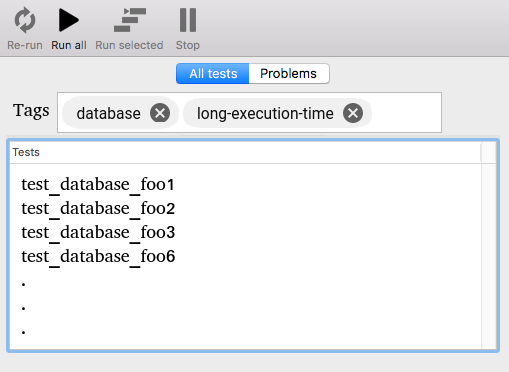 Re-run Run all Run selected Stop
All tests Problems
Tags database long-execution-time
Tests
test_database_foo1
test_database_foo2
test_database_foo3
test_database_foo6
.
.
.